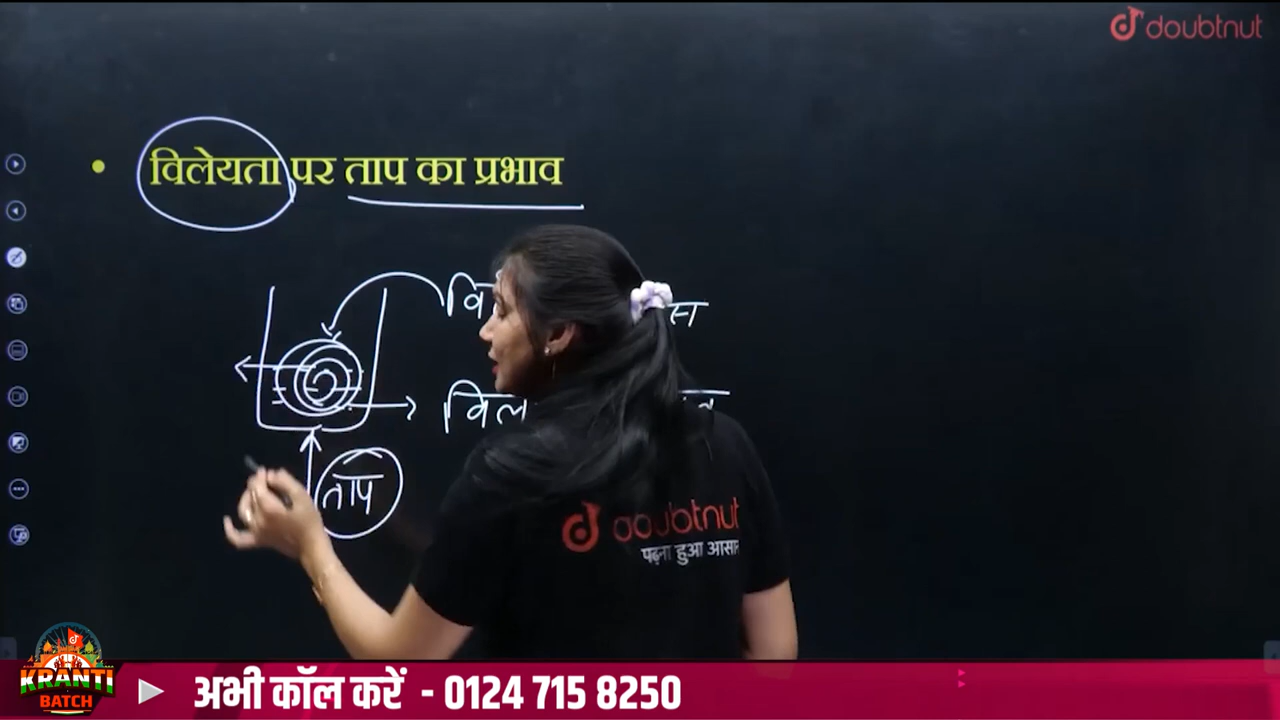 doubtnut
विलेयता पर ताप का प्रभाव
ताप
doubtnut
पढ़ना हुआ आसान
KRANTI
BATCH
अभी कॉल करें - 0124 715 8250